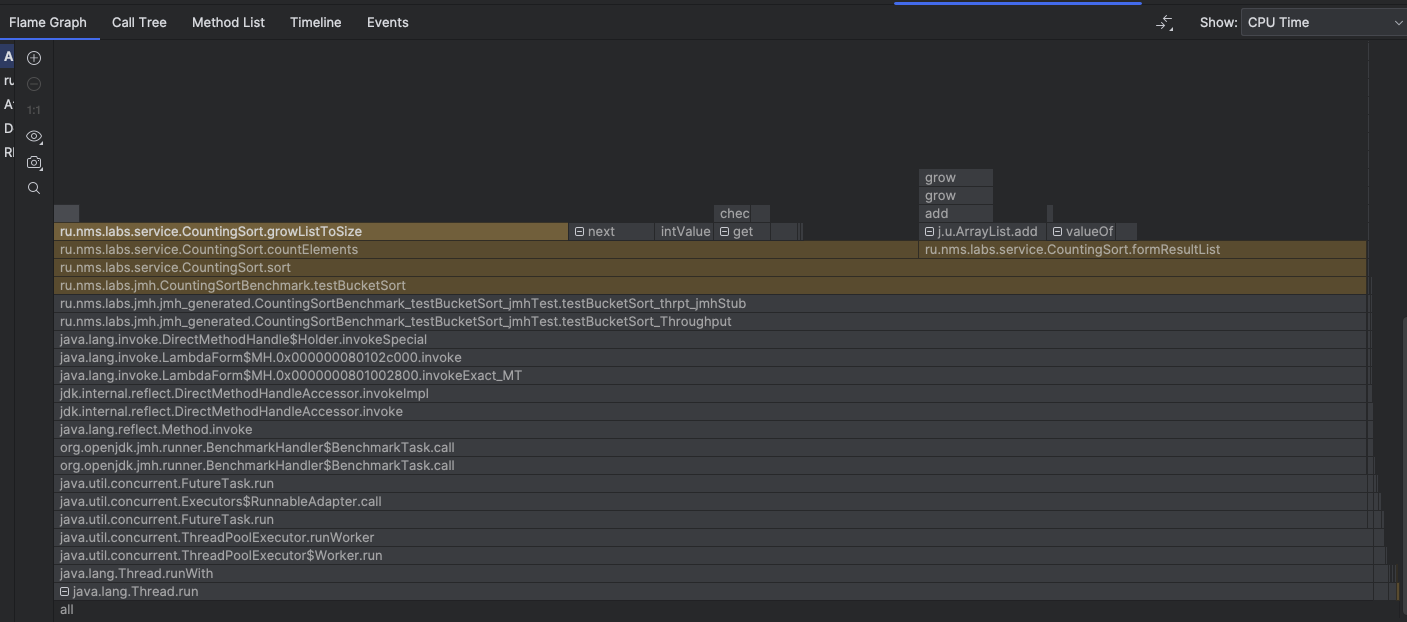 Flame Graph Call Tree Method List Timeline Events Show: CPU Time
A
ru
A
D
R
1:1
grow
grow
chec add
ru.nms.labs.service.CountingSort.growListToSize next intValue get j.u.ArrayList.add valueOf
ru.nms.labs.service.CountingSort.countElements ru.nms.labs.service.CountingSort.formResultList
ru.nms.labs.service.CountingSort.sort
ru.nms.labs.jmh.CountingSortBenchmark.testBucketSort
ru.nms.labs.jmh.jmh_generated.CountingSortBenchmark_testBucketSort_jmhTest.testBucketSort_thrpt_jmhStub
ru.nms.labs.jmh.jmh_generated.CountingSortBenchmark_testBucketSort_jmhTest.testBucketSort_Throughput
java.lang.invoke.DirectMethodHandle$Holder.invokeSpecial
java.lang.invoke.LambdaForm$MH.0x000000080102c000.invoke
java.lang.invoke.LambdaForm$MH.0x0000000801002800.invokeExact_MT
jdk.internal.reflect.DirectMethodHandleAccessor.invokeImpl
jdk.internal.reflect.DirectMethodHandleAccessor.invoke
java.lang.reflect.Method.invoke
org.openjdk.jmh.runner.BenchmarkHandler$BenchmarkTask.call
org.openjdk.jmh.runner.BenchmarkHandler$BenchmarkTask.call
java.util.concurrent.FutureTask.run
java.util.concurrent.Executors$RunnableAdapter.call
java.util.concurrent.FutureTask.run
java.util.concurrent.ThreadPoolExecutor.runWorker
java.util.concurrent.ThreadPoolExecutor$Worker.run
java.lang.Thread.runWith
java.lang.Thread.run
all